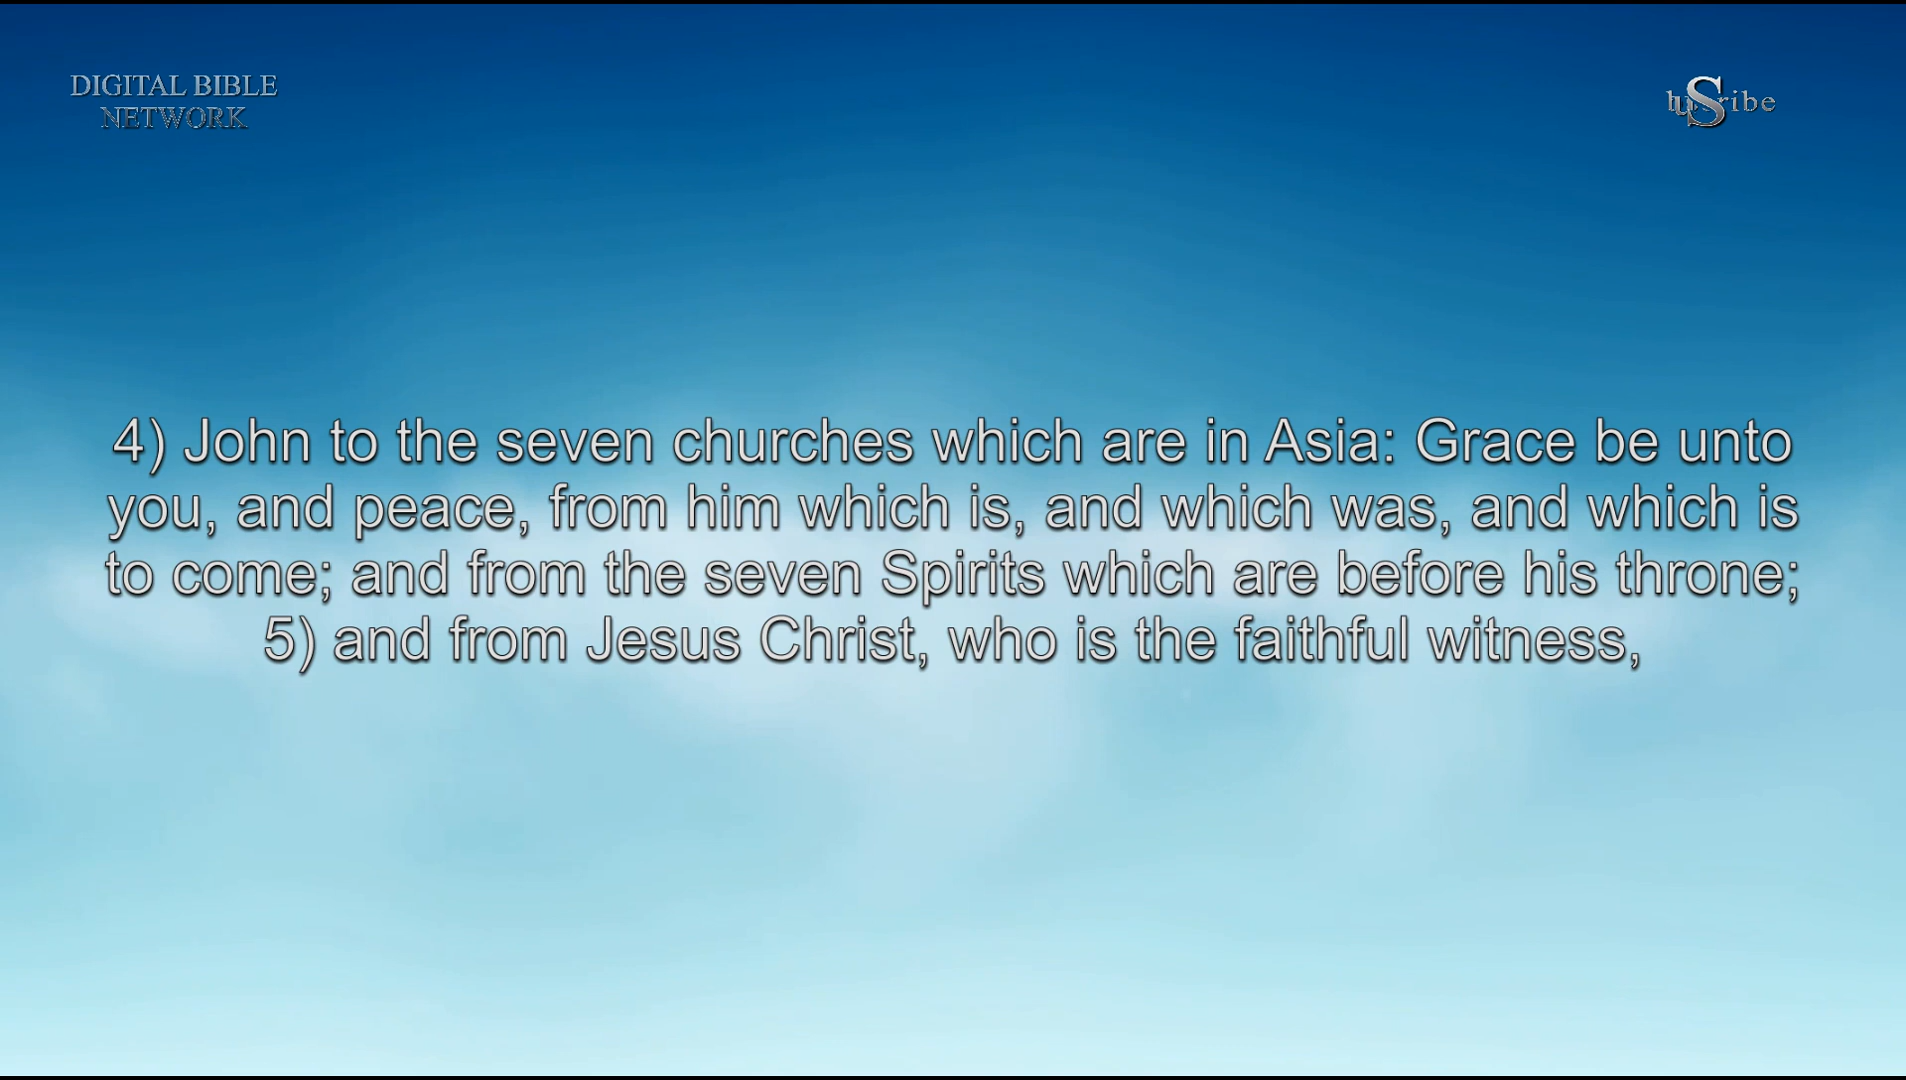 DIGITAL BIBLE
NETWORK
4) John to the seven churches which are in Asia: Grace be unto
you, and peace, from him which is, and which was, and which is
to come; and from the seven Spirits which are before his throne;
5) and from Jesus Christ, who is the faithful witness,